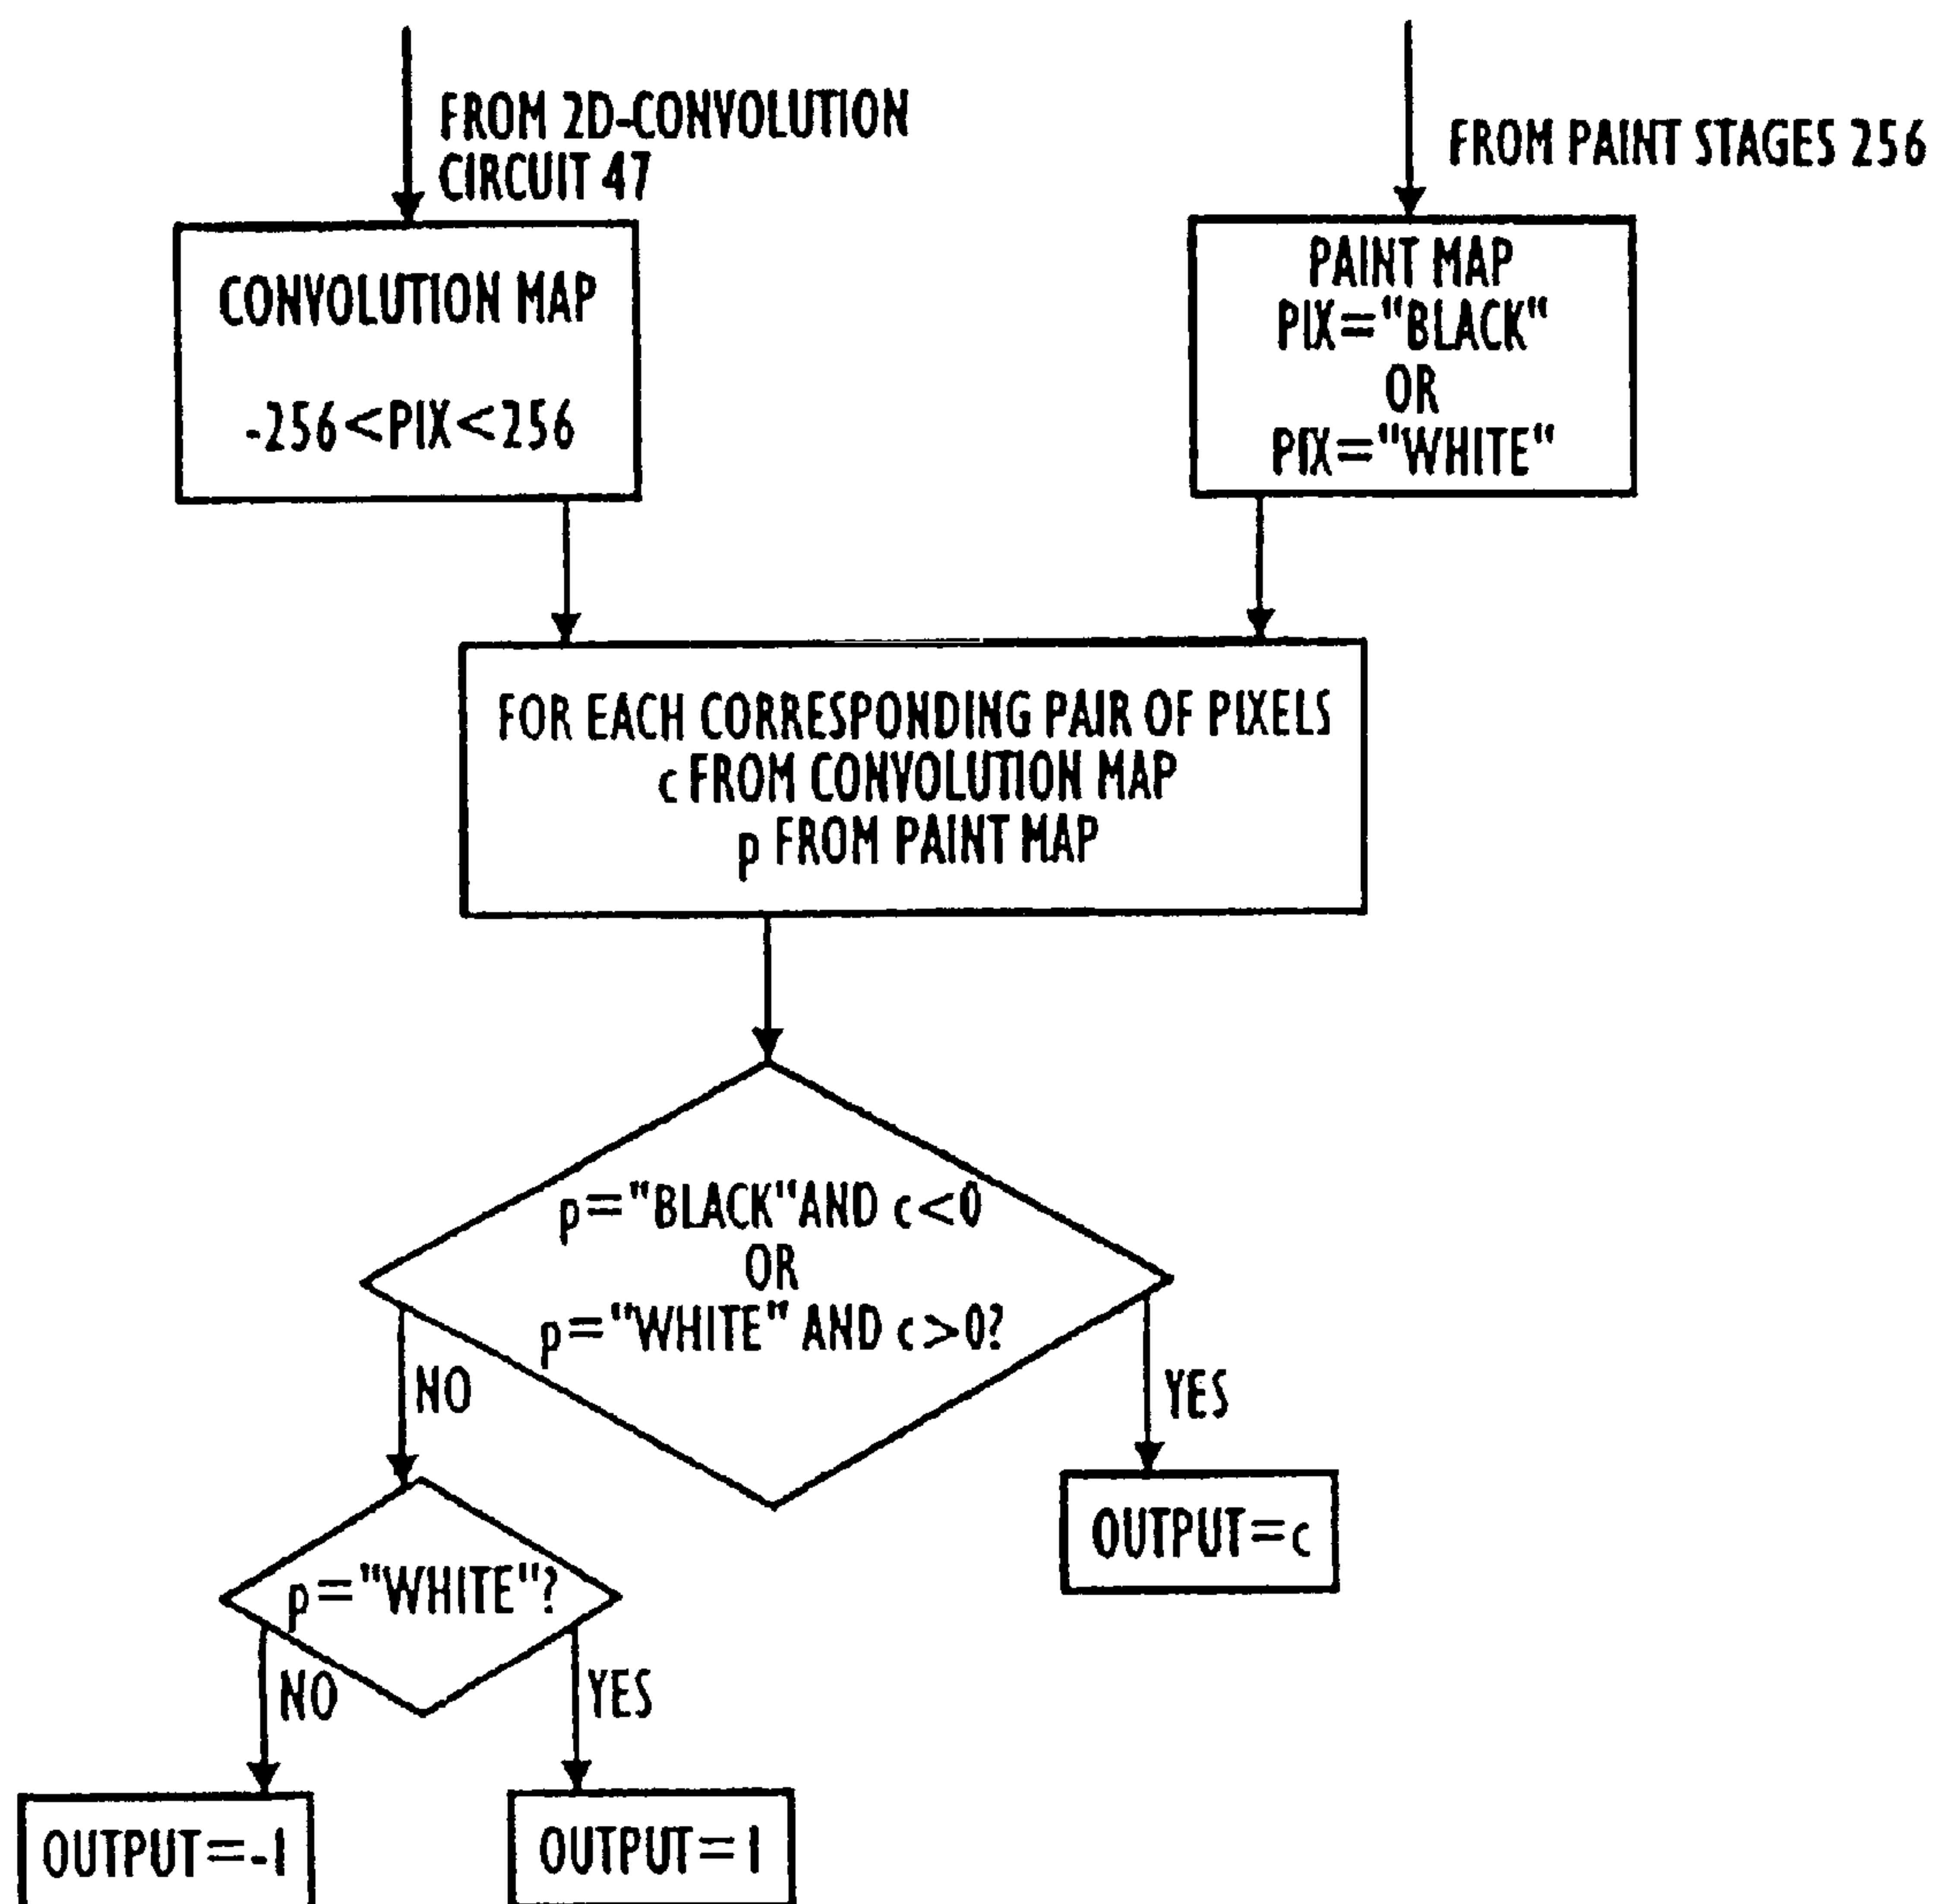 FROM 2D-CONVOLUTION
CIRCUIT 47
FROM PAINT STAGES 256
CONVOLUTION MAP
-256<PIX<256
PAINT MAP
PIX="BLACK"
OR
PIX="WHITE"
FOR EACH CORRESPONDING PAIR OF PIXELS
c FROM CONVOLUTION MAP
p FROM PAINT MAP
p="BLACK"AND c<0
OR
p="WHITE" AND c>0?
NO
YES
OUTPUT=c
p="WHITE"?
NO
YES
OUTPUT=-1
OUTPUT=1